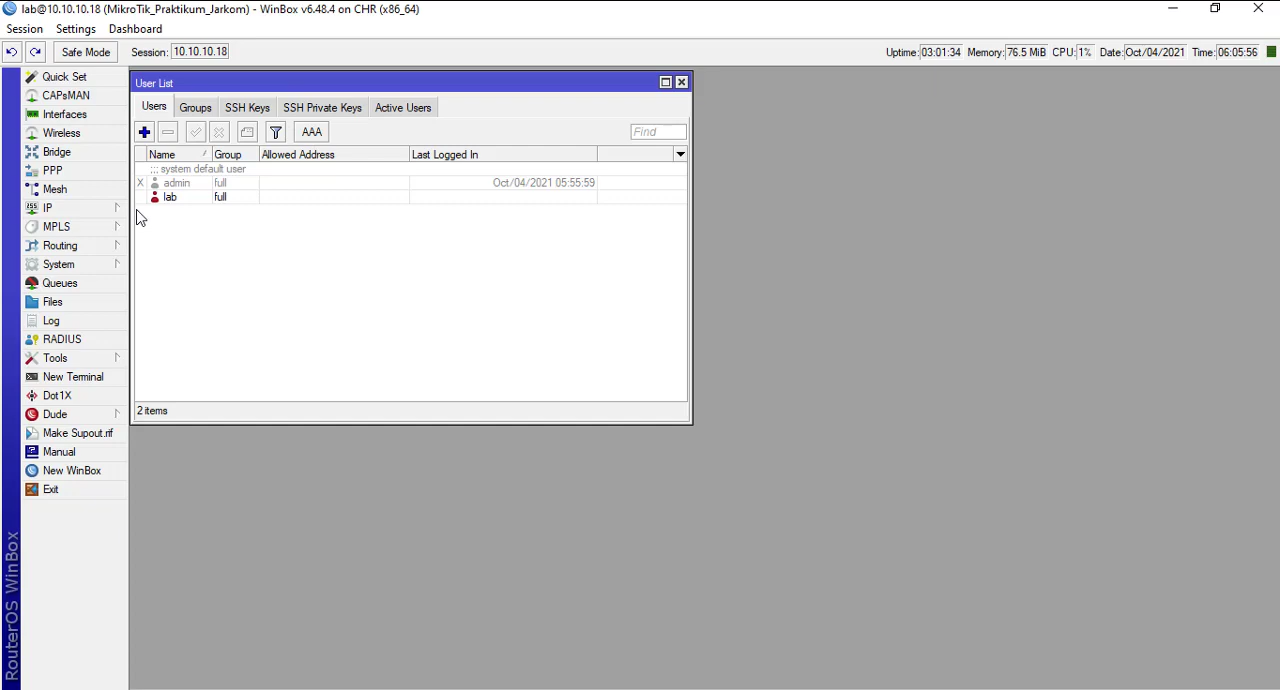 lab@10.10.10.18 (MikroTik_Praktikum_Jarkom) - WinBox v6.48.4 on CHR (x86_64)
Session Settings Dashboard
Safe Mode Session: 10.10.10.18 Uptime: 03:01:34 Memory: 76.5 MiB CPU: 1% Date: Oct/04/2021 Time: 06:05:56
Quick Set
CAPsMAN
Interfaces
Wireless
Bridge
PPP
Mesh
IP
MPLS
Routing
System
Queues
Files
Log
RADIUS
Tools
New Terminal
Dot1X
Dude
Make Supout.rif
Manual
New WinBox
Exit
RouterOS WinBox
User List
Users Groups SSH Keys SSH Private Keys Active Users
AAA Find
Name Group Allowed Address Last Logged In
;;; system default user
X admin full Oct/04/2021 05:55:59
lab full
2 items